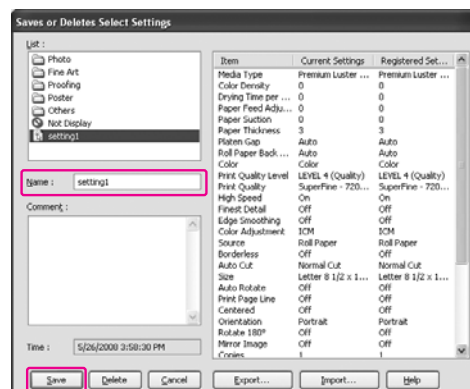 Saves or Deletes Select Settings
List :
Photo
Fine Art
Proofing
Poster
Others
Not Display
setting1
Name : setting1
Comment :
Time : 5/26/2008 3:58:30 PM
Item Current Settings Registered Set...
Media Type Premium Luster ... Premium Luster ...
Color Density 0 0
Drying Time per ... 0 0
Paper Feed Adju... 0 0
Paper Suction 0 0
Paper Thickness 3 3
Platen Gap Auto Auto
Roll Paper Back ... Auto Auto
Color Color Color
Print Quality Level LEVEL 4 (Quality) LEVEL 4 (Quality)
Print Quality SuperFine - 720... SuperFine - 720...
High Speed On On
Finest Detail Off Off
Edge Smoothing Off Off
Color Adjustment ICM ICM
Source Roll Paper Roll Paper
Borderless Off Off
Auto Cut Normal Cut Normal Cut
Size Letter 8 1/2 x 1... Letter 8 1/2 x 1...
Auto Rotate Off Off
Print Page Line Off Off
Centered Off Off
Orientation Portrait Portrait
Rotate 180° Off Off
Mirror Image Off Off
Copies 1 1
Save Delete Cancel Export... Import... Help